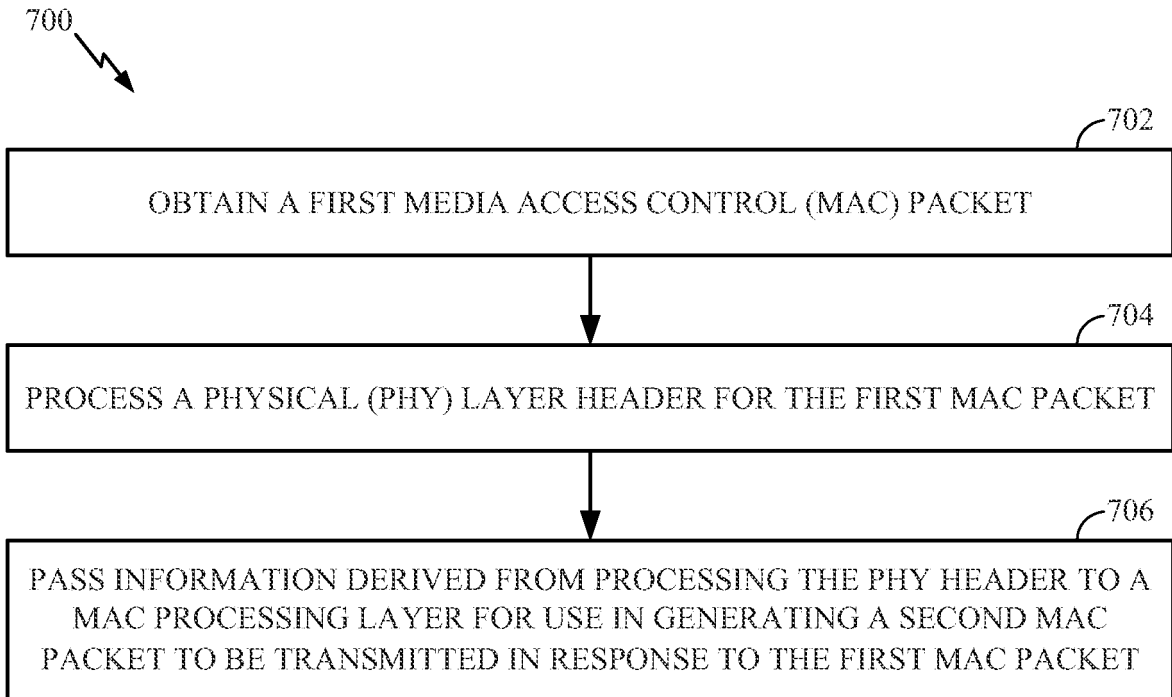 700
702
OBTAIN A FIRST MEDIA ACCESS CONTROL (MAC) PACKET
704
PROCESS A PHYSICAL (PHY) LAYER HEADER FOR THE FIRST MAC PACKET
706
PASS INFORMATION DERIVED FROM PROCESSING THE PHY HEADER TO A
MAC PROCESSING LAYER FOR USE IN GENERATING A SECOND MAC
PACKET TO BE TRANSMITTED IN RESPONSE TO THE FIRST MAC PACKET